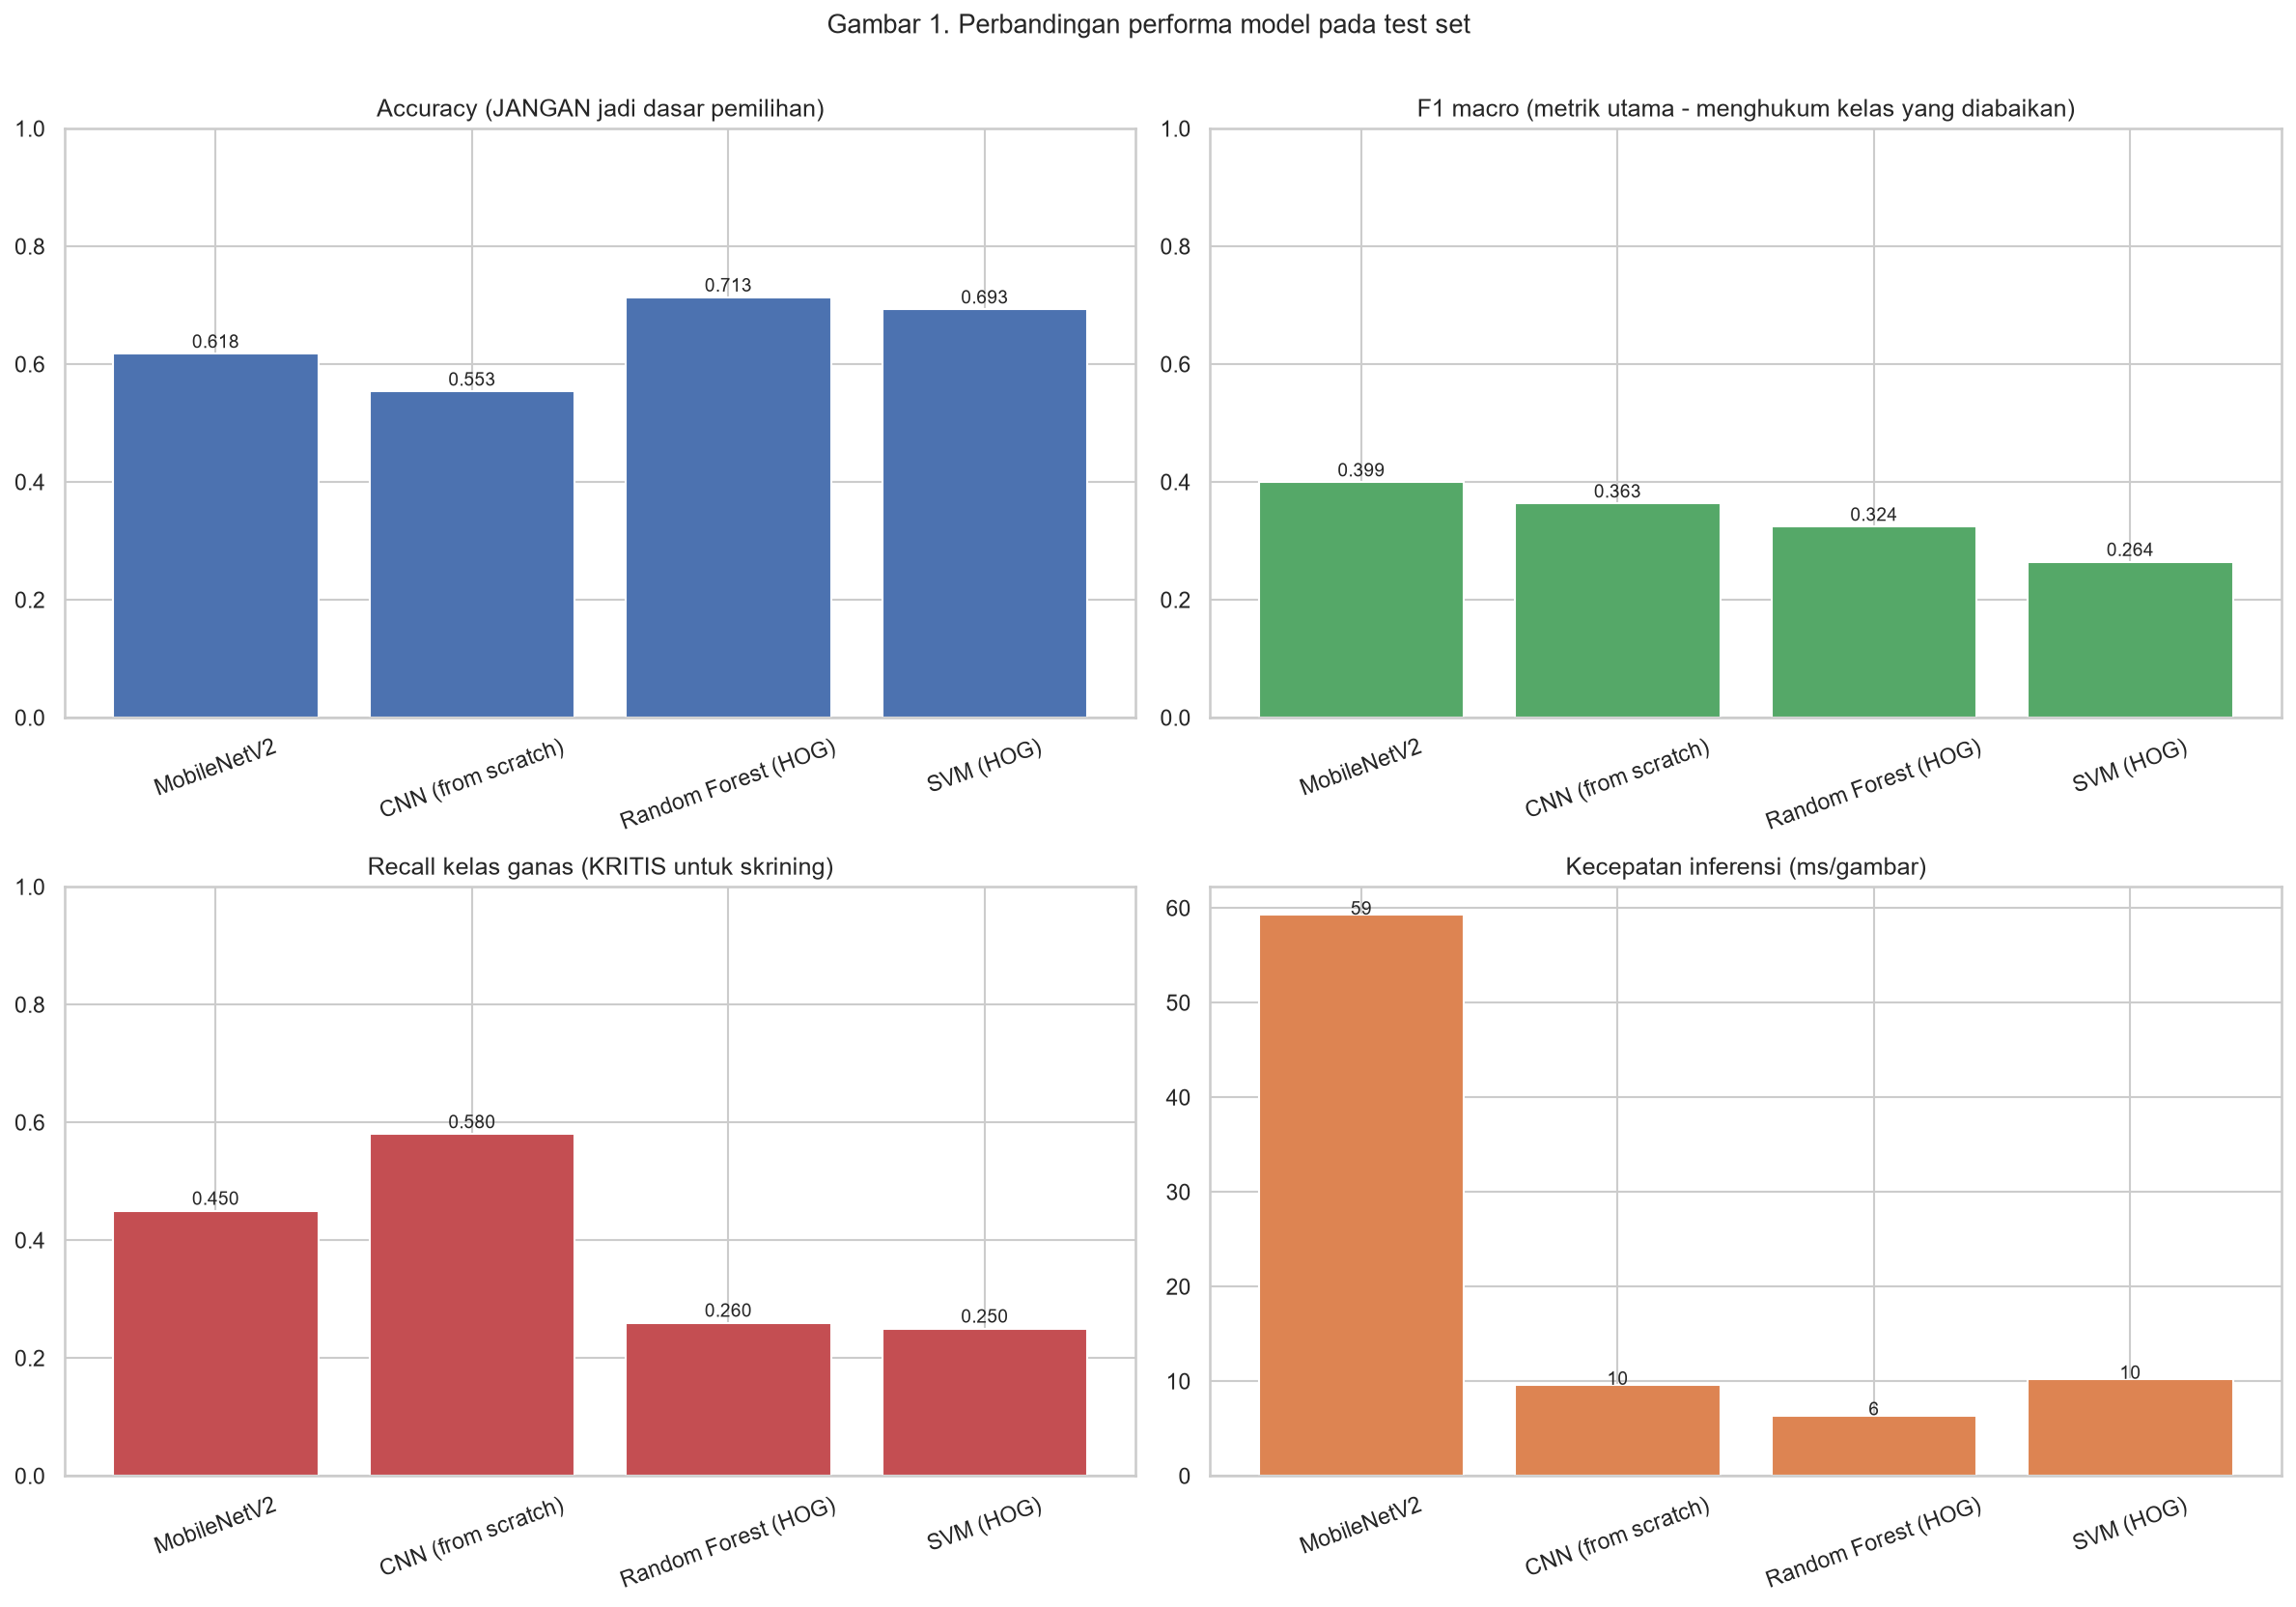 Gambar 1. Perbandingan performa model pada test set
Accuracy (JANGAN jadi dasar pemilihan)
1.0
0.8
0.6
0.4
0.2
0.0
0.618
0.553
0.713
0.693
MobileNetV2
CNN (from scratch)
Random Forest (HOG)
SVM (HOG)
F1 macro (metrik utama - menghukum kelas yang diabaikan)
1.0
0.8
0.6
0.4
0.2
0.0
0.399
0.363
0.324
0.264
MobileNetV2
CNN (from scratch)
Random Forest (HOG)
SVM (HOG)
Recall kelas ganas (KRITIS untuk skrining)
1.0
0.8
0.6
0.4
0.2
0.0
0.450
0.580
0.260
0.250
MobileNetV2
CNN (from scratch)
Random Forest (HOG)
SVM (HOG)
Kecepatan inferensi (ms/gambar)
60
50
40
30
20
10
0
59
10
6
10
MobileNetV2
CNN (from scratch)
Random Forest (HOG)
SVM (HOG)